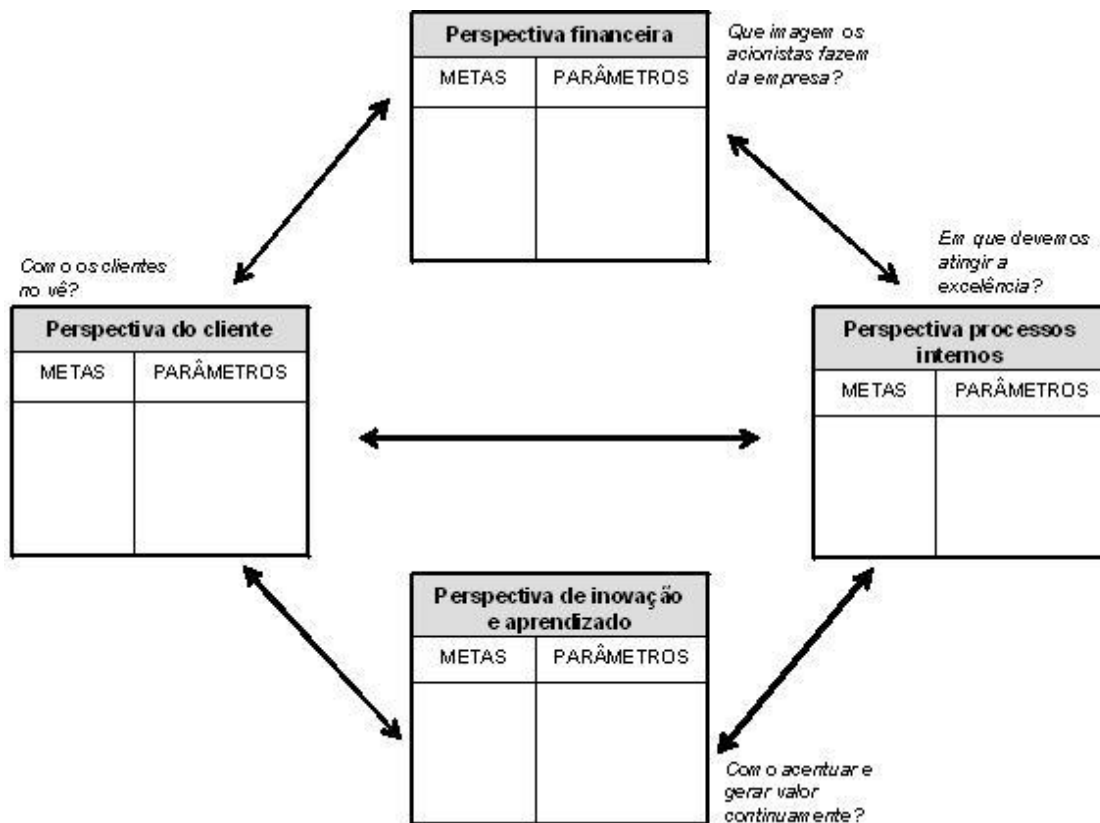 Perspectiva financeira
METAS PARÂMETROS
Que imagem os
acionistas fazem
da empresa?
Como os clientes
no vê?
Perspectiva do cliente
METAS PARÂMETROS
Em que devemos
atingir a
excelência?
Perspectiva processos
internos
METAS PARÂMETROS
Perspectiva de inovação
e aprendizado
METAS PARÂMETROS
Como acentuar e
gerar valor
continuamente?